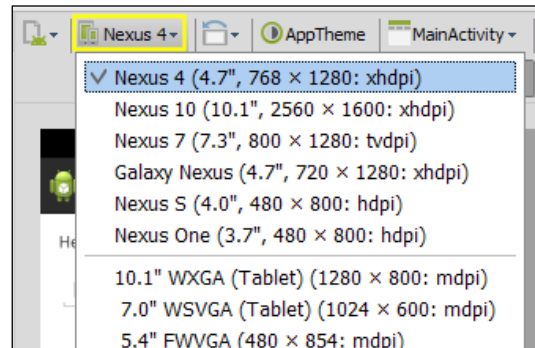 Nexus 4 AppTheme MainActivity
Nexus 4 (4.7", 768 × 1280: xhdpi)
Nexus 10 (10.1", 2560 × 1600: xhdpi)
Nexus 7 (7.3", 800 × 1280: tvdpi)
Galaxy Nexus (4.7", 720 × 1280: xhdpi)
Nexus S (4.0", 480 × 800: hdpi)
Nexus One (3.7", 480 × 800: hdpi)
10.1" WXGA (Tablet) (1280 × 800: mdpi)
7.0" WSVGA (Tablet) (1024 × 600: mdpi)
5.4" FWVGA (480 × 854: mdpi)